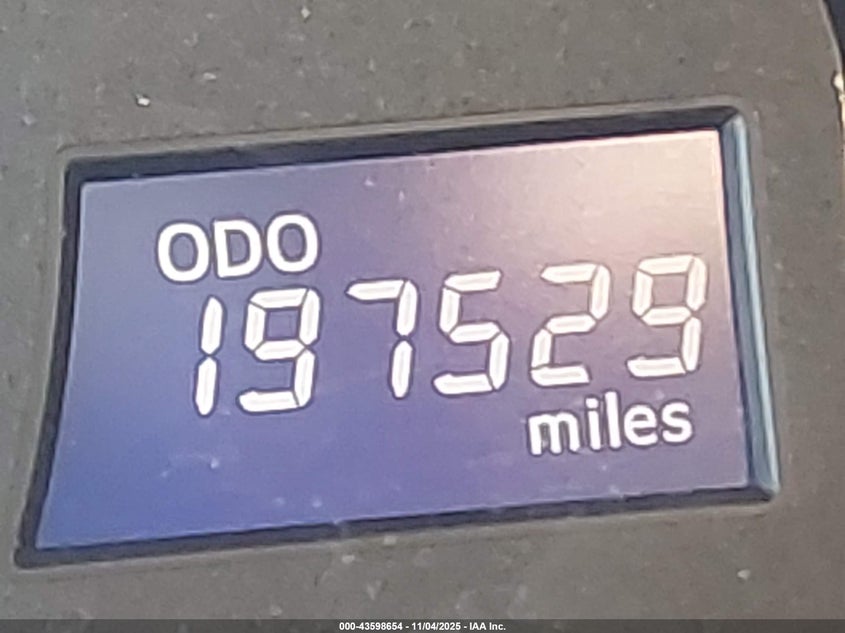 ODO
197529
miles
000-43598654 - 11/04/2025 - IAA Inc.